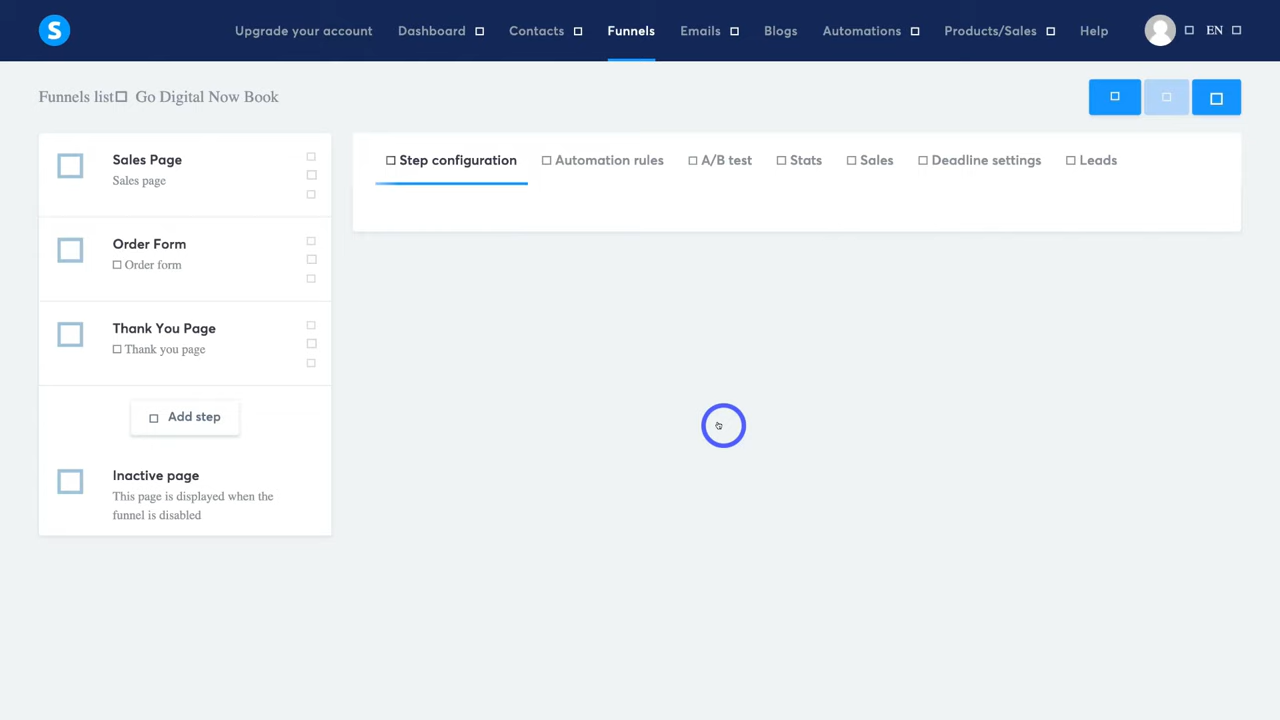 S
Upgrade your account Dashboard Contacts Funnels Emails Blogs Automations Products/Sales Help EN
Funnels list Go Digital Now Book
Sales Page
Sales page
Order Form
Order form
Thank You Page
Thank you page
Add step
Inactive page
This page is displayed when the
funnel is disabled
Step configuration Automation rules A/B test Stats Sales Deadline settings Leads